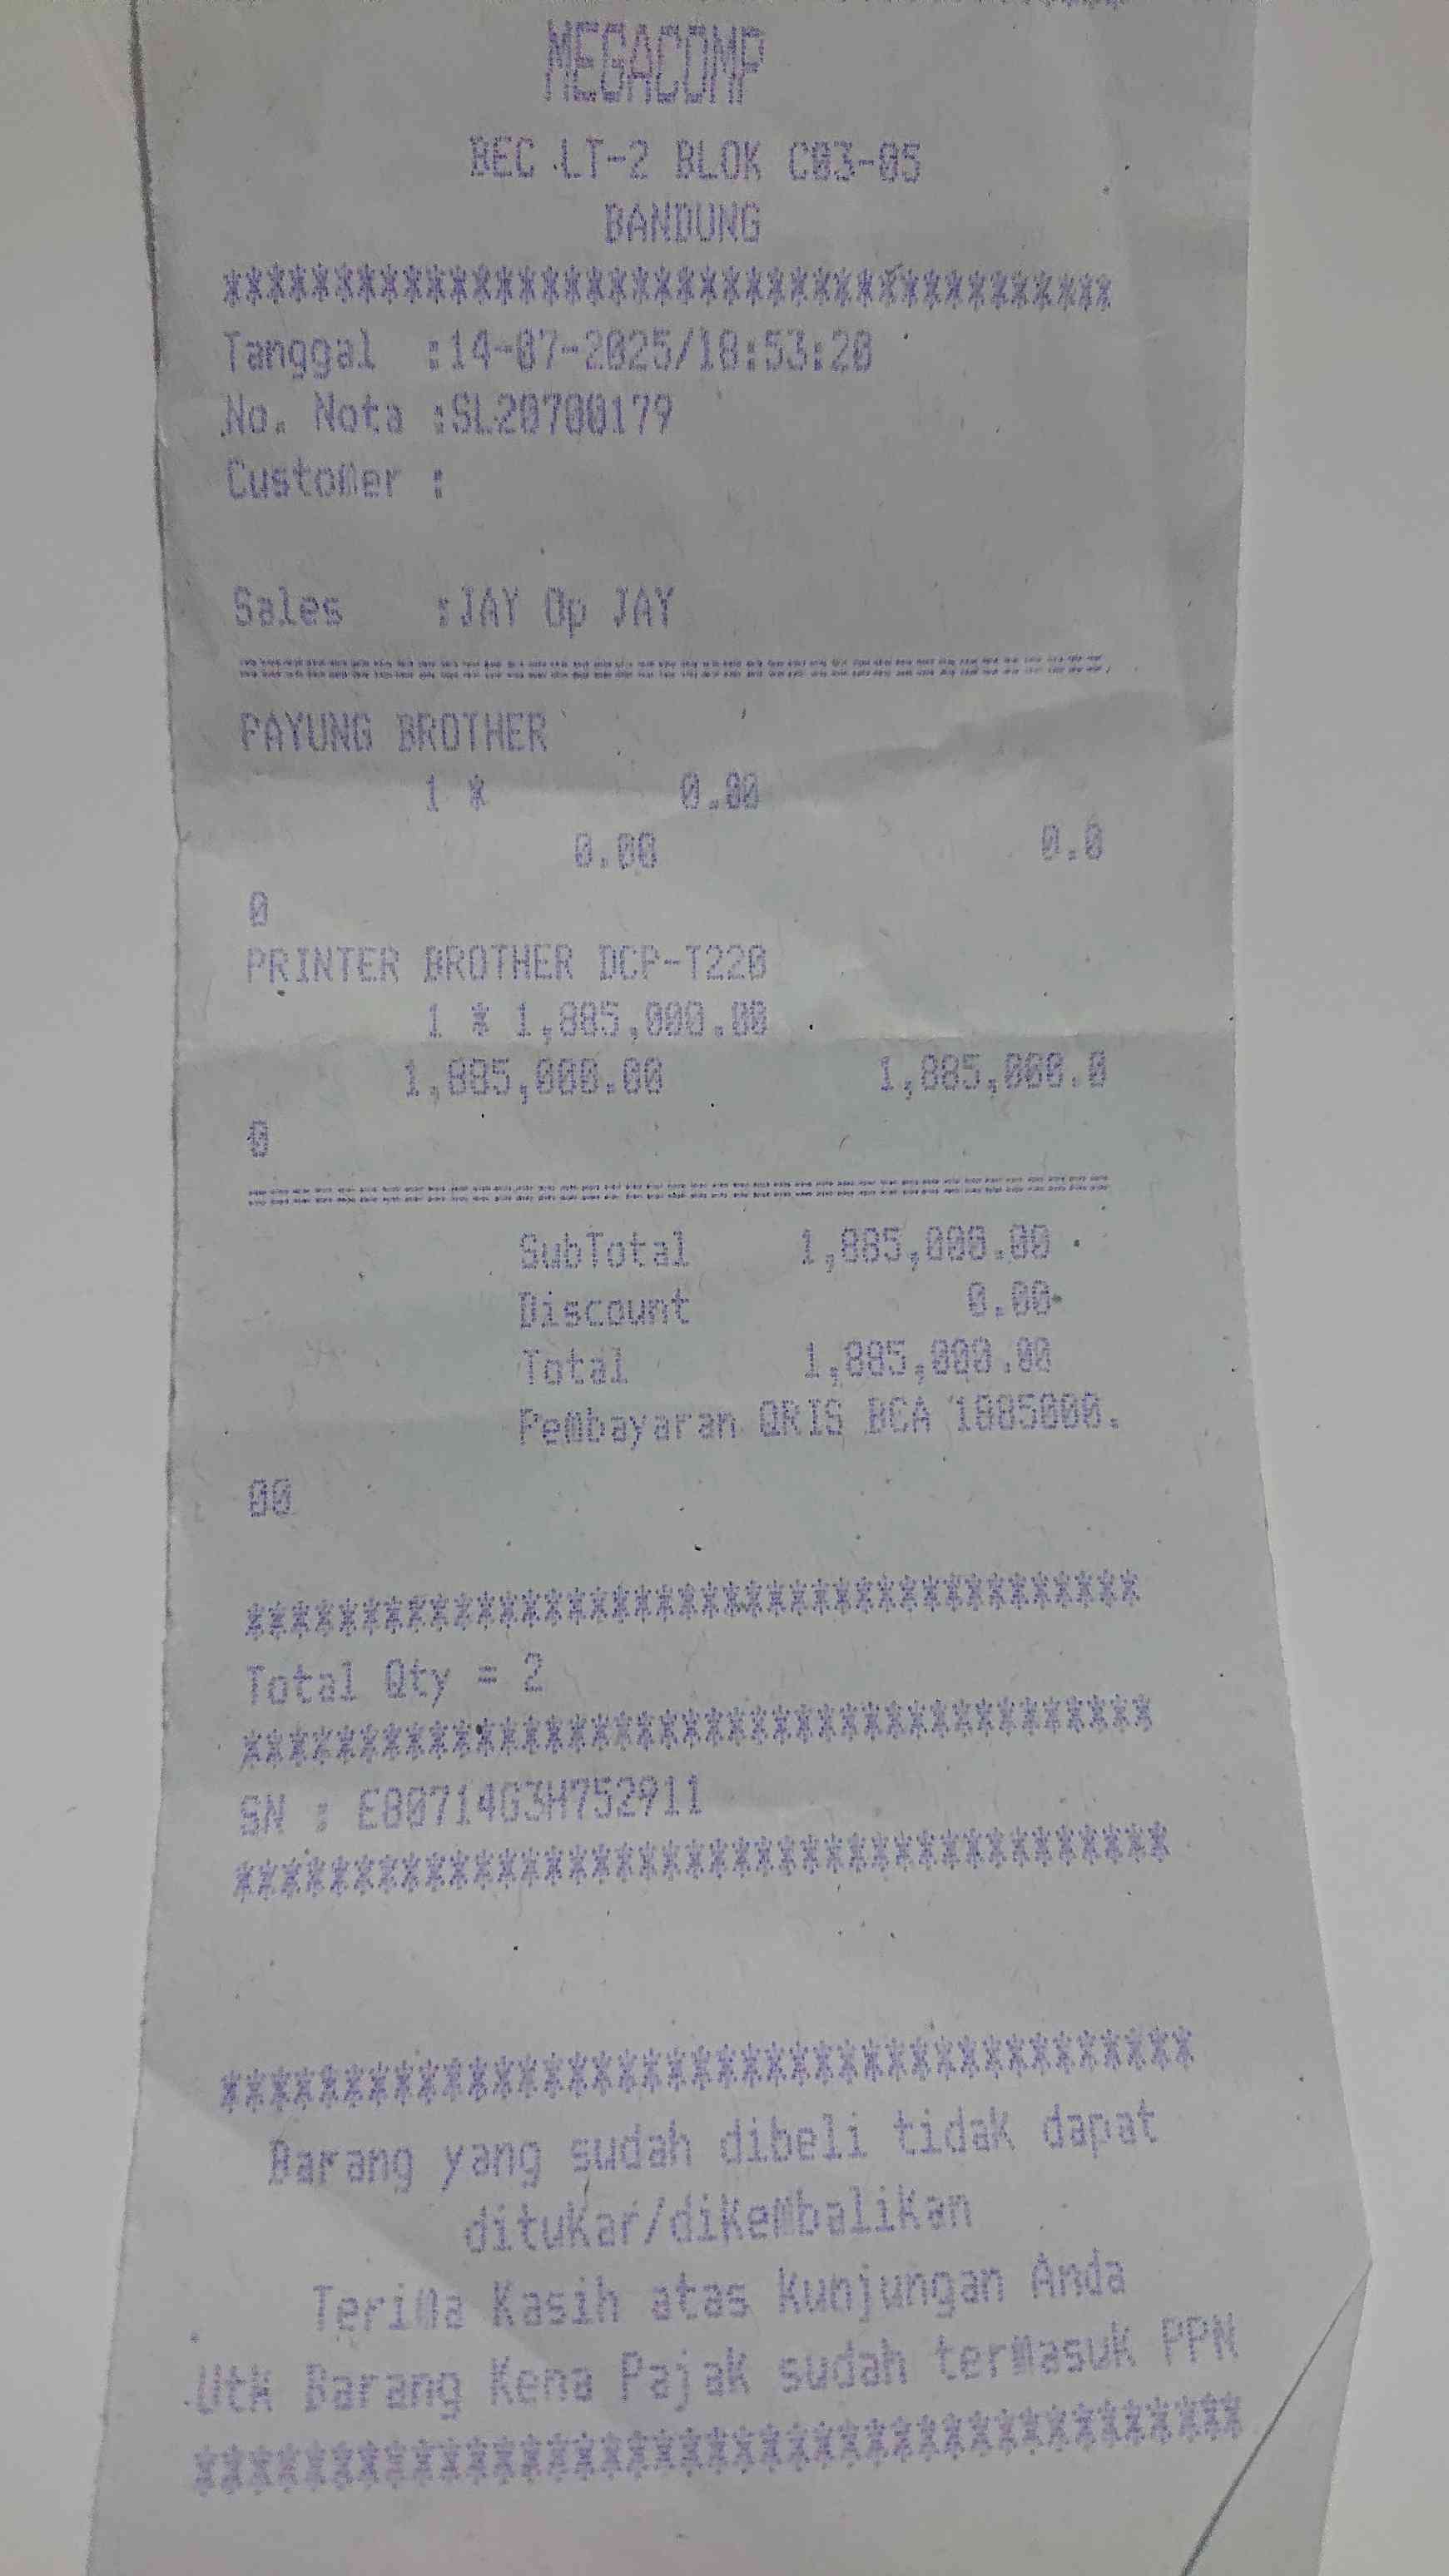 MEGACOMP
BEC LT-2 BLOK C03-05
BANDUNG
****************************************
Tanggal :14-07-2025/18:53:20
No. Nota :SL20700179
Customer :
Sales :JAY Op JAY
========================================
PAYUNG BROTHER
1 * 0.00
0.00 0.0
0
PRINTER BROTHER DCP-T220
1 * 1,885,000.00
1,885,000.00 1,885,000.0
0
========================================
SubTotal 1,885,000.00
Discount 0.00
Total 1,885,000.00
Pembayaran QRIS BCA 1885000.
00
****************************************
Total Qty = 2
****************************************
SN : E80714G3H752911
****************************************
****************************************
Barang yang sudah dibeli tidak dapat
ditukar/dikembalikan
Terima Kasih atas kunjungan Anda
Utk Barang Kena Pajak sudah termasuk PPN
****************************************